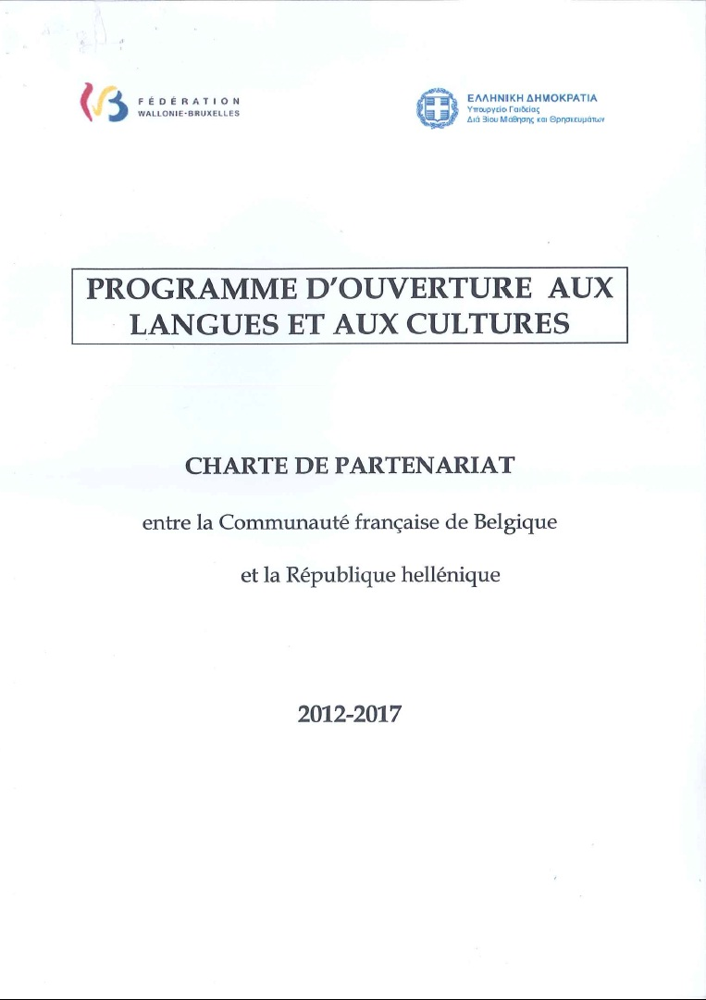 FÉDÉRATION
WALLONIE-BRUXELLES
ΕΛΛΗΝΙΚΗ ΔΗΜΟΚΡΑΤΙΑ
Υπουργείο Παιδείας
Διά Βίου Μάθησης και Θρησκευμάτων
PROGRAMME D'OUVERTURE AUX
LANGUES ET AUX CULTURES
CHARTE DE PARTENARIAT
entre la Communauté française de Belgique
et la République hellénique
2012-2017